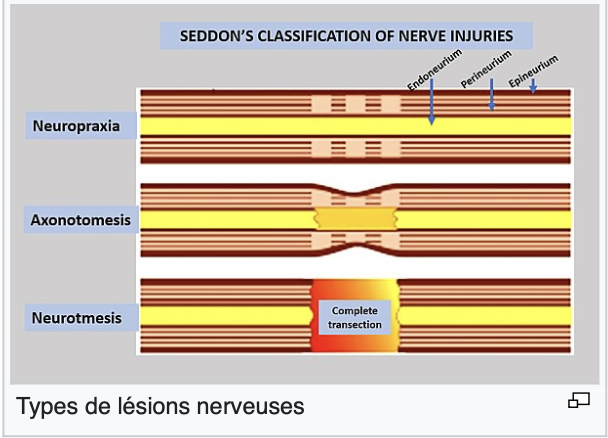 SEDDON'S CLASSIFICATION OF NERVE INJURIES
Endoneurium
Perineurium
Epineurium
Neuropraxia
Axonotomesis
Neurotmesis
Complete
transection
Types de lésions nerveuses